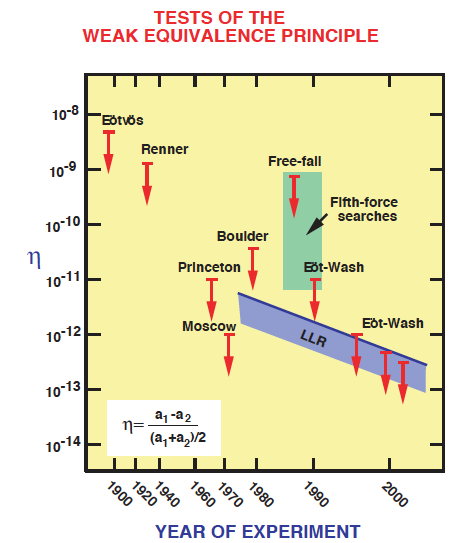 TESTS OF THE
WEAK EQUIVALENCE PRINCIPLE
10-8
Eötvös
Renner
10-9
Free-fall
Fifth-force
searches
10-10
Boulder
η
Princeton
Eöt-Wash
10-11
Moscow
Eöt-Wash
10-12
LLR
10-13
η= a1-a2
(a1+a2)/2
10-14
1900 1920 1940 1960 1970 1980 1990 2000
YEAR OF EXPERIMENT